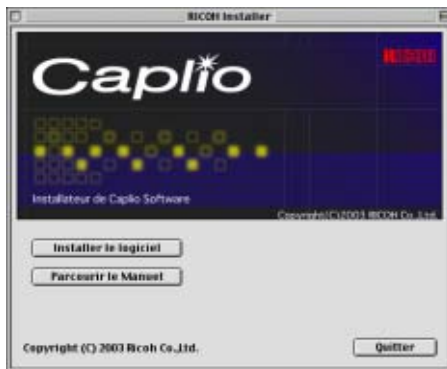 RICOH Installer
RICOH
Caplio
Installateur de Caplio Software
Copyright(C)2003 RICOH Co.,Ltd.
Installer le logiciel
Parcourir le Manuel
Copyright (C) 2003 Ricoh Co.,Ltd.
Quitter